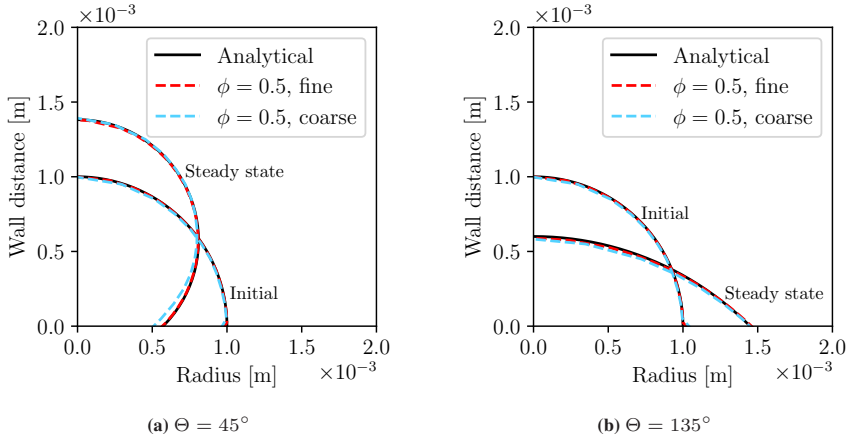 ×10⁻³
2.0
1.5
1.0
0.5
0.0
Wall distance [m]
Analytical
ϕ = 0.5, fine
ϕ = 0.5, coarse
Steady state
Initial
0.0 0.5 1.0 1.5 2.0
Radius [m] ×10⁻³
(a) Θ = 45°
×10⁻³
2.0
1.5
1.0
0.5
0.0
Wall distance [m]
Analytical
ϕ = 0.5, fine
ϕ = 0.5, coarse
Initial
Steady state
0.0 0.5 1.0 1.5 2.0
Radius [m] ×10⁻³
(b) Θ = 135°